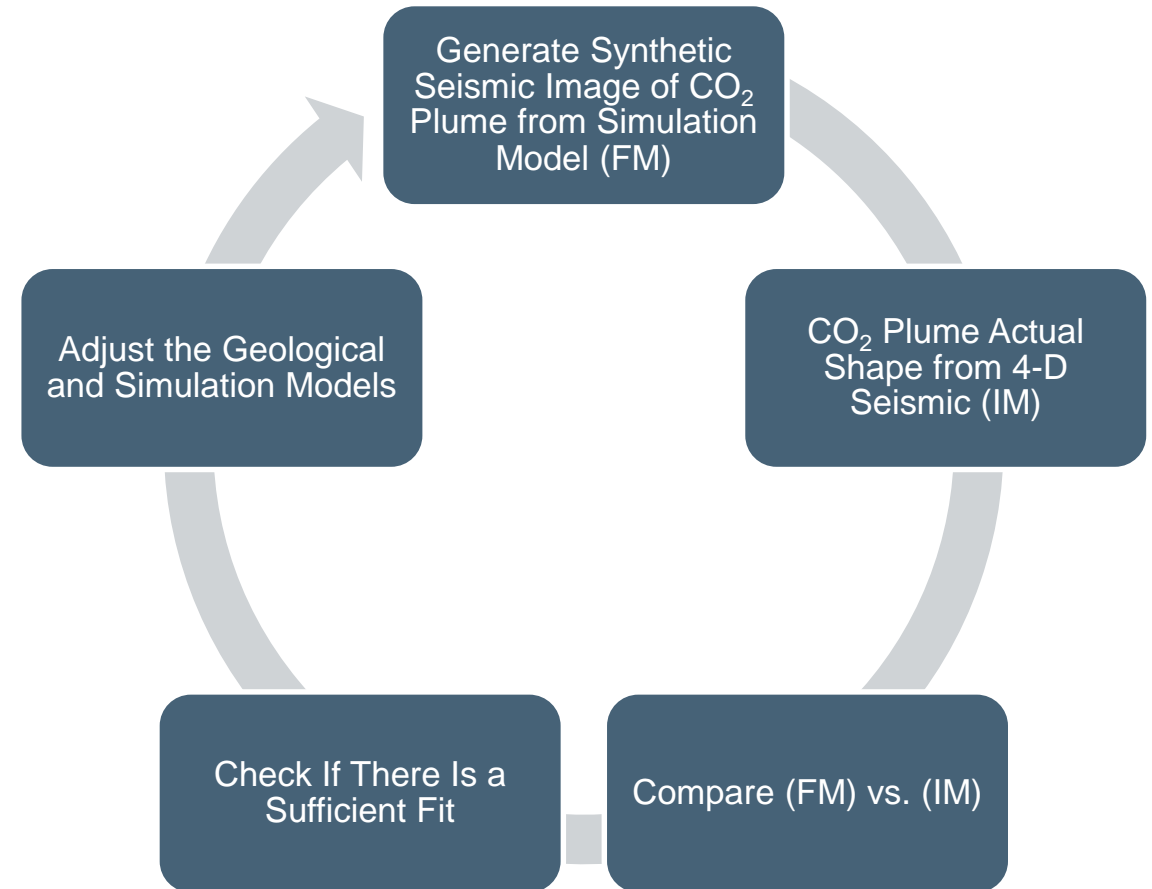 Generate Synthetic
Seismic Image of CO₂
Plume from Simulation
Model (FM)
CO₂ Plume Actual
Shape from 4-D
Seismic (IM)
Compare (FM) vs. (IM)
Check If There Is a
Sufficient Fit
Adjust the Geological
and Simulation Models